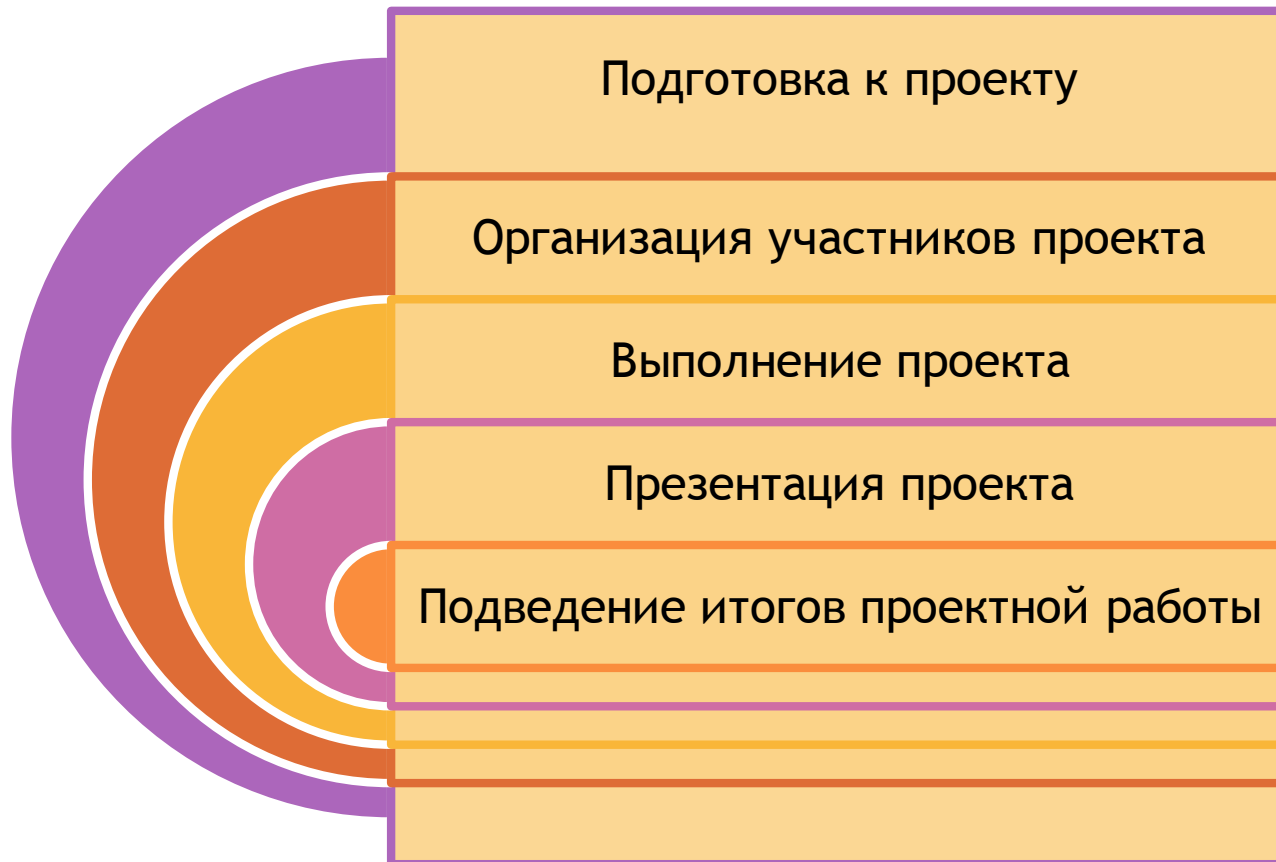 Подготовка к проекту
Организация участников проекта
Выполнение проекта
Презентация проекта
Подведение итогов проектной работы